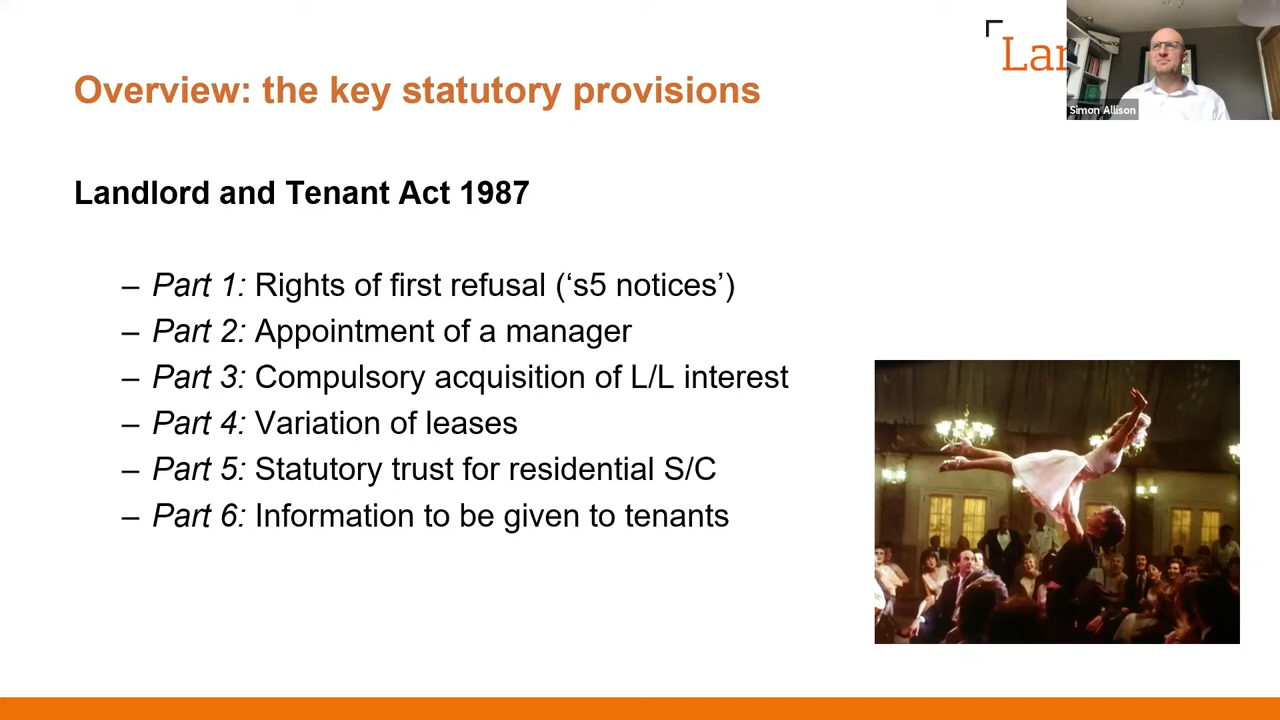 Overview: the key statutory provisions
Lan
Simon Allison
Landlord and Tenant Act 1987
– Part 1: Rights of first refusal (‘s5 notices’)
– Part 2: Appointment of a manager
– Part 3: Compulsory acquisition of L/L interest
– Part 4: Variation of leases
– Part 5: Statutory trust for residential S/C
– Part 6: Information to be given to tenants